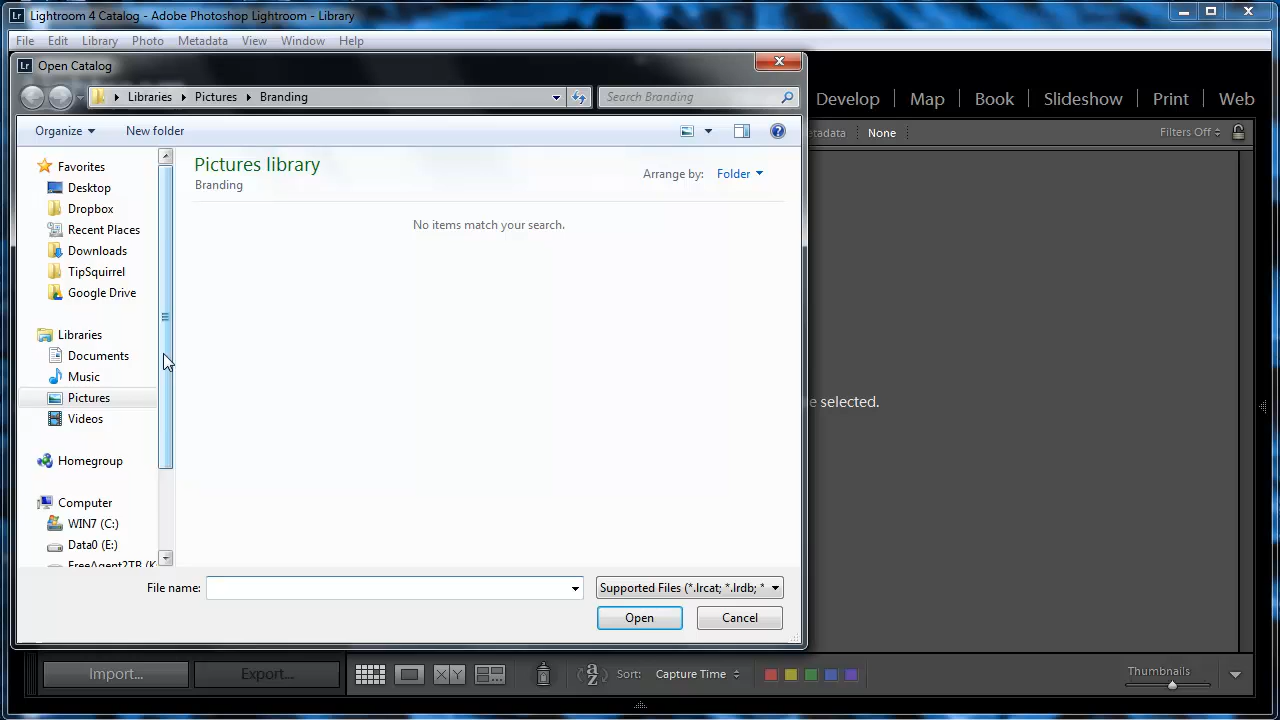 Lr Lightroom 4 Catalog - Adobe Photoshop Lightroom - Library
File Edit Library Photo Metadata View Window Help
Lr Open Catalog
Libraries Pictures Branding Search Branding
Develop | Map | Book | Slideshow | Print | Web
Organize New folder
None Filters Off
Favorites
Desktop
Dropbox
Recent Places
Downloads
TipSquirrel
Google Drive
Libraries
Documents
Music
Pictures
Videos
Homegroup
Computer
WIN7 (C:)
Data0 (E:)
FreeAgent2TB (K
Pictures library
Branding
Arrange by: Folder
No items match your search.
selected.
File name: Supported Files (*.lrcat; *.lrdb; *
Open Cancel
Import... Export... XY Sort: Capture Time Thumbnails